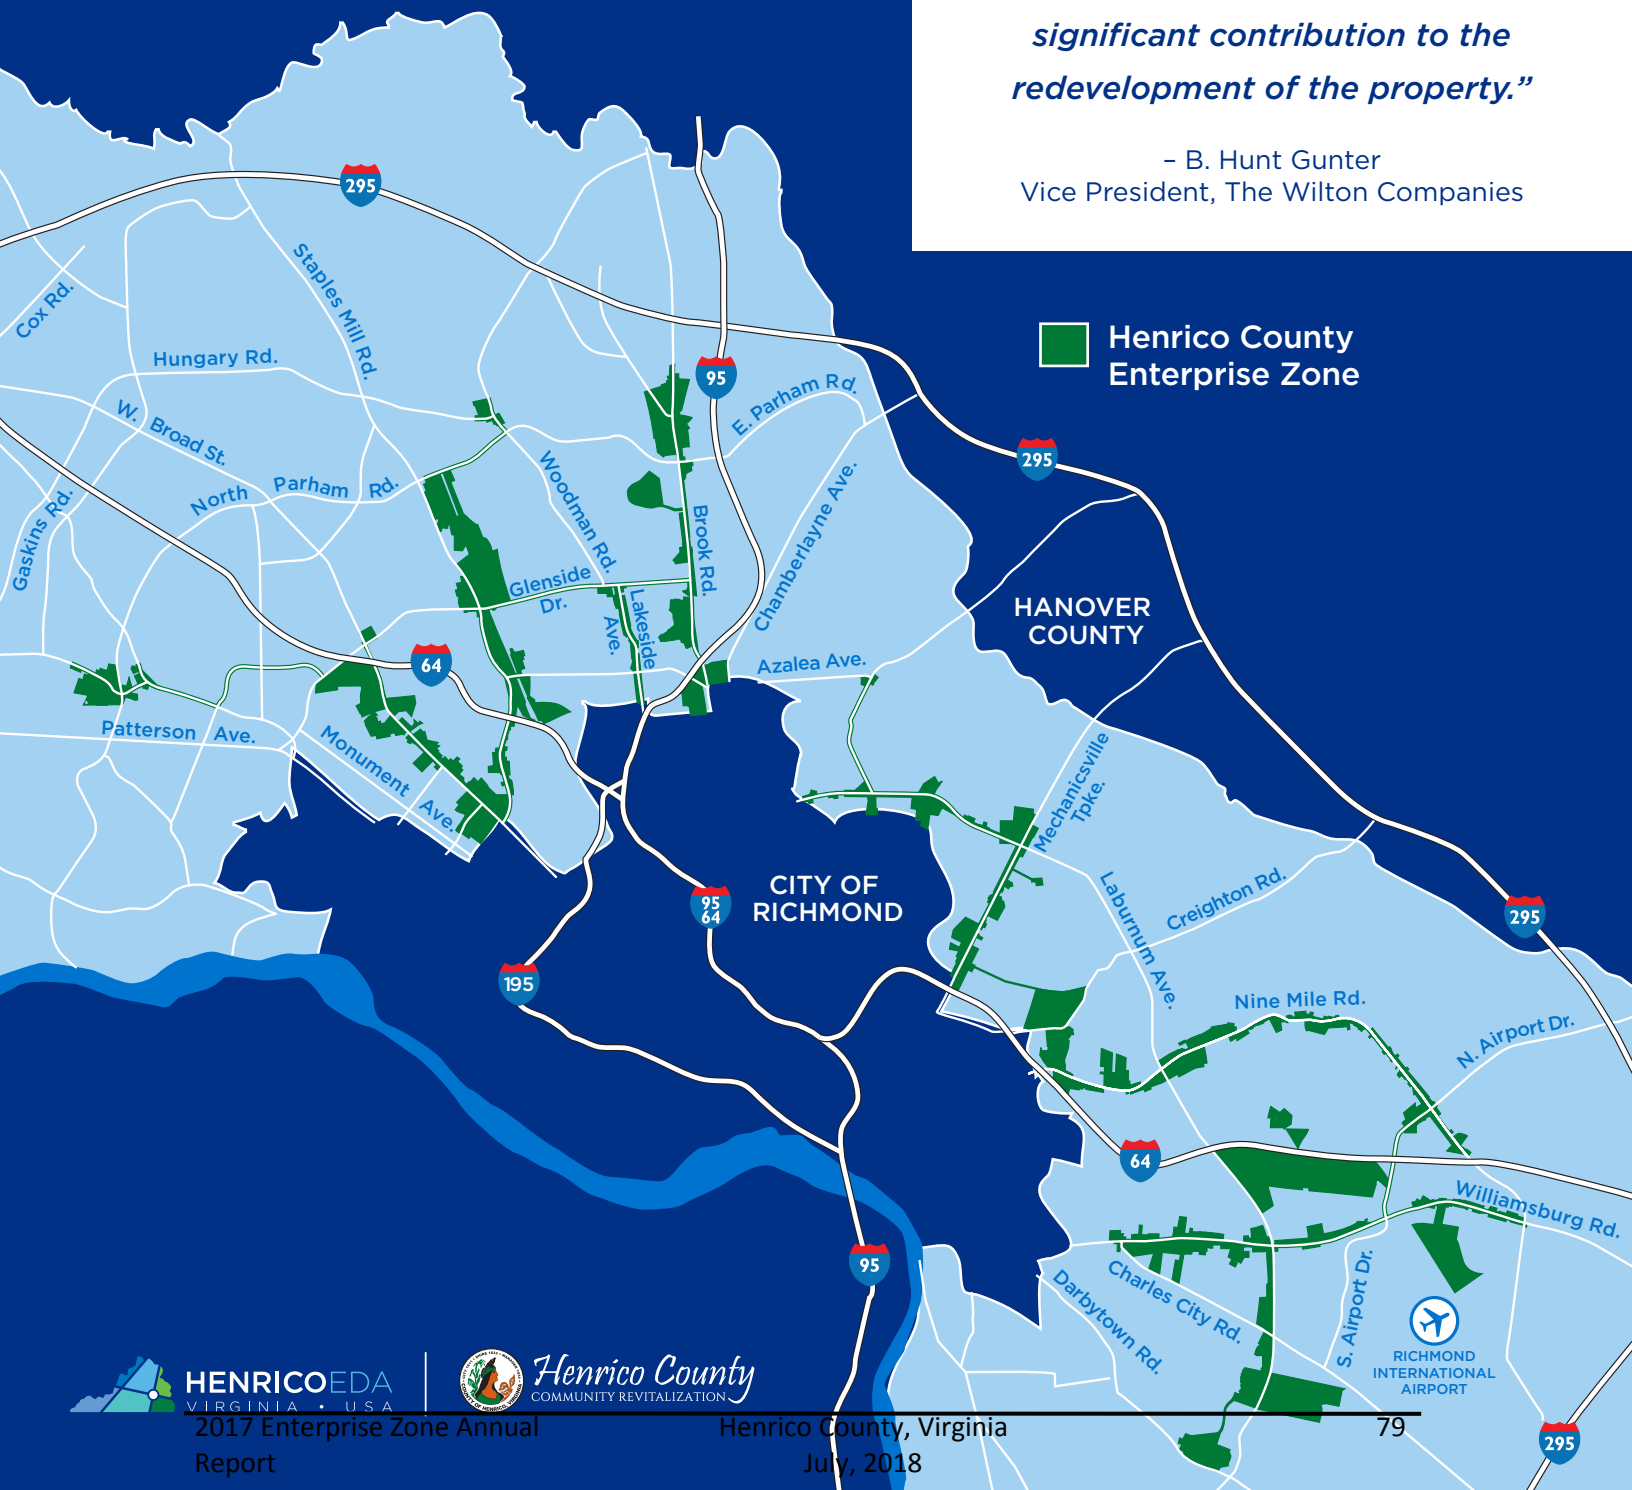 significant contribution to the
redevelopment of the property.”
– B. Hunt Gunter
Vice President, The Wilton Companies
295
Staples Mill Rd.
Cox Rd.
Hungary Rd.
95
E. Parham Rd.
Henrico County
Enterprise Zone
W. Broad St.
North Parham Rd.
Gaskins Rd.
Woodman Rd.
Brook Rd.
Chamberlayne Ave.
295
Glenside
Dr.
Lakeside
Ave.
HANOVER
COUNTY
64
Azalea Ave.
Patterson Ave.
Monument Ave.
Mechanicsville
Tpke.
CITY OF
RICHMOND
95
64
Laburnum Ave.
Creighton Rd.
295
195
Nine Mile Rd.
N. Airport Dr.
64
Williamsburg Rd.
95
Charles City Rd.
Darbytown Rd.
S. Airport Dr.
RICHMOND
INTERNATIONAL
AIRPORT
HENRICOEDA
VIRGINIA • USA
Henrico County
COMMUNITY REVITALIZATION
295
2017 Enterprise Zone Annual
Report
Henrico County, Virginia
July, 2018
79